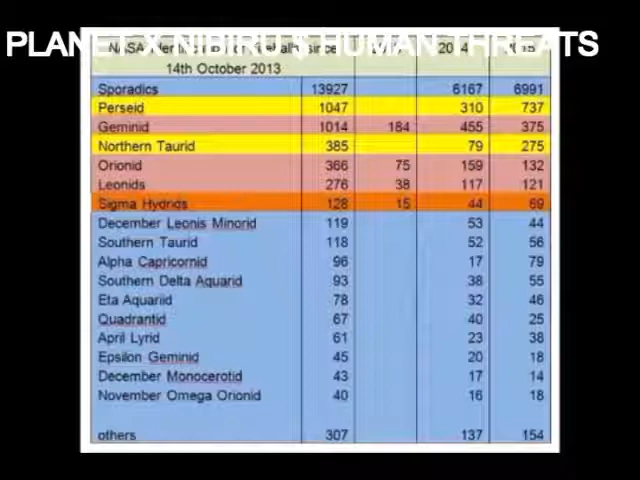 PLANET X NIBIRU $ HUMAN THREATS
NASA since 2014
14th October 2013
Sporadics 13927 6167 6991
Perseid 1047 310 737
Geminid 1014 184 455 375
Northern Taurid 385 79 275
Orionid 366 75 159 132
Leonids 276 38 117 121
Sigma Hydrids 128 15 44 69
December Leonis Minorid 119 53 44
Southern Taurid 118 52 56
Alpha Capricornid 96 17 79
Southern Delta Aquarid 93 38 55
Eta Aquariid 78 32 46
Quadrantid 67 40 25
April Lyrid 61 23 38
Epsilon Geminid 45 20 18
December Monocerotid 43 17 14
November Omega Orionid 40 16 18
others 307 137 154